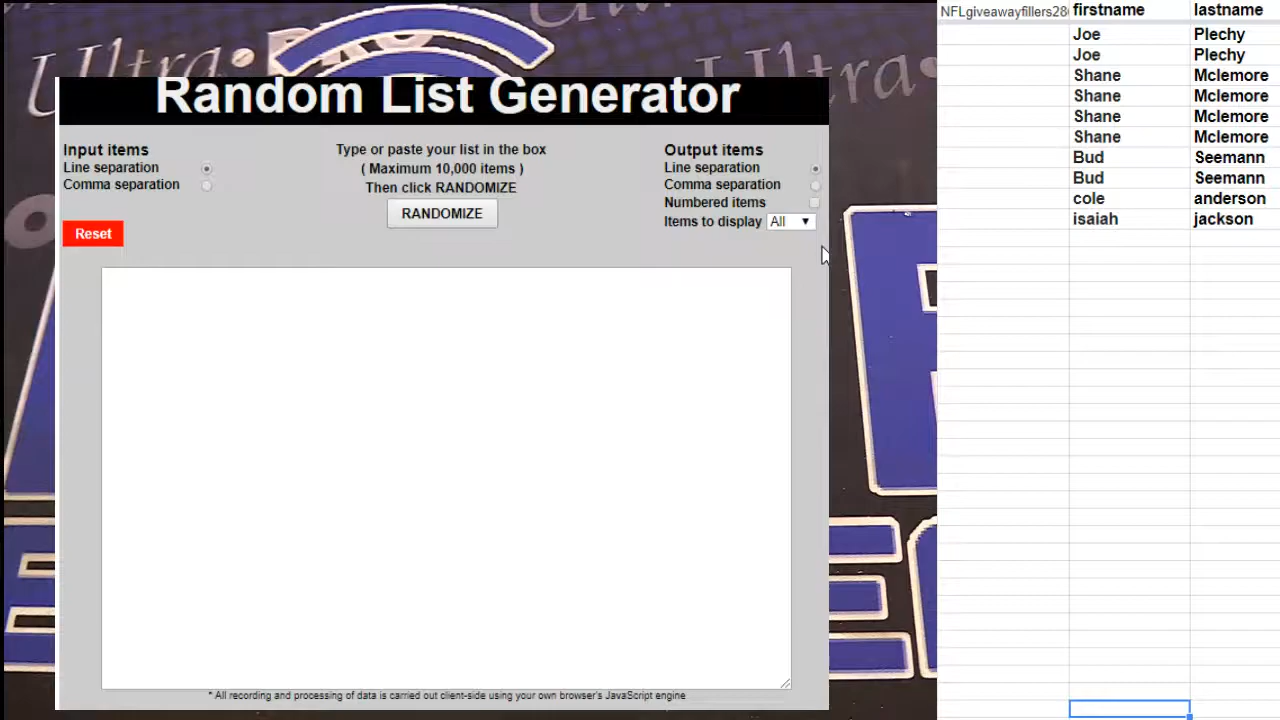 Ultra·PRO
Ultra
Random List Generator
Input items
Line separation
Comma separation
Reset
Type or paste your list in the box
( Maximum 10,000 items )
Then click RANDOMIZE
RANDOMIZE
Output items
Line separation
Comma separation
Numbered items
Items to display All
* All recording and processing of data is carried out client-side using your own browser's JavaScript engine
NFLgiveawayfillers28 firstname lastname
Joe Plechy
Joe Plechy
Shane Mclemore
Shane Mclemore
Shane Mclemore
Shane Mclemore
Bud Seemann
Bud Seemann
cole anderson
isaiah jackson